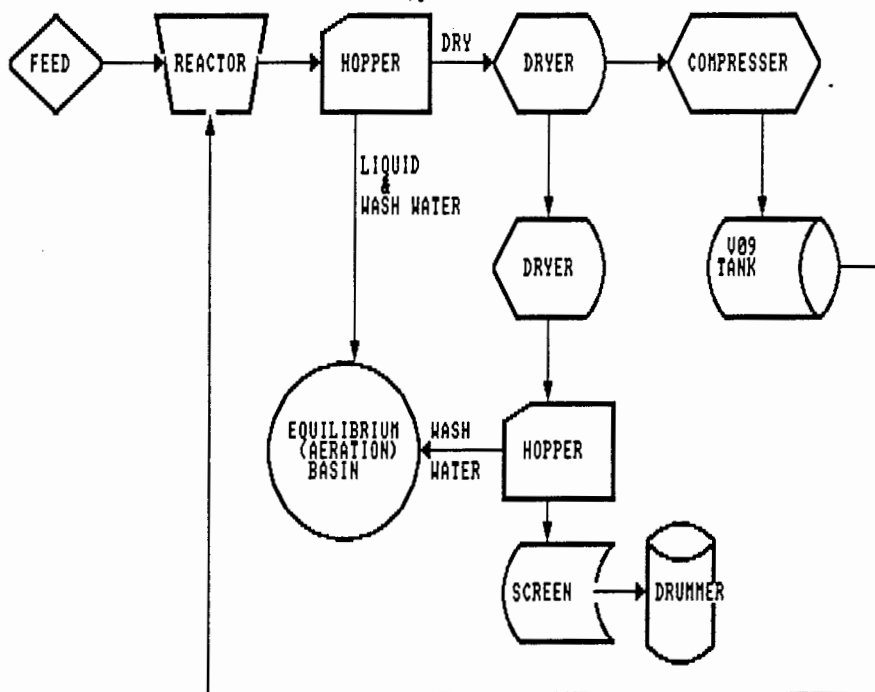 FEED
REACTOR
HOPPER
DRY
DRYER
COMPRESSER
LIQUID
&
WASH WATER
DRYER
V09
TANK
EQUILIBRIUM
(AERATION)
BASIN
WASH
WATER
HOPPER
SCREEN
DRUMMER